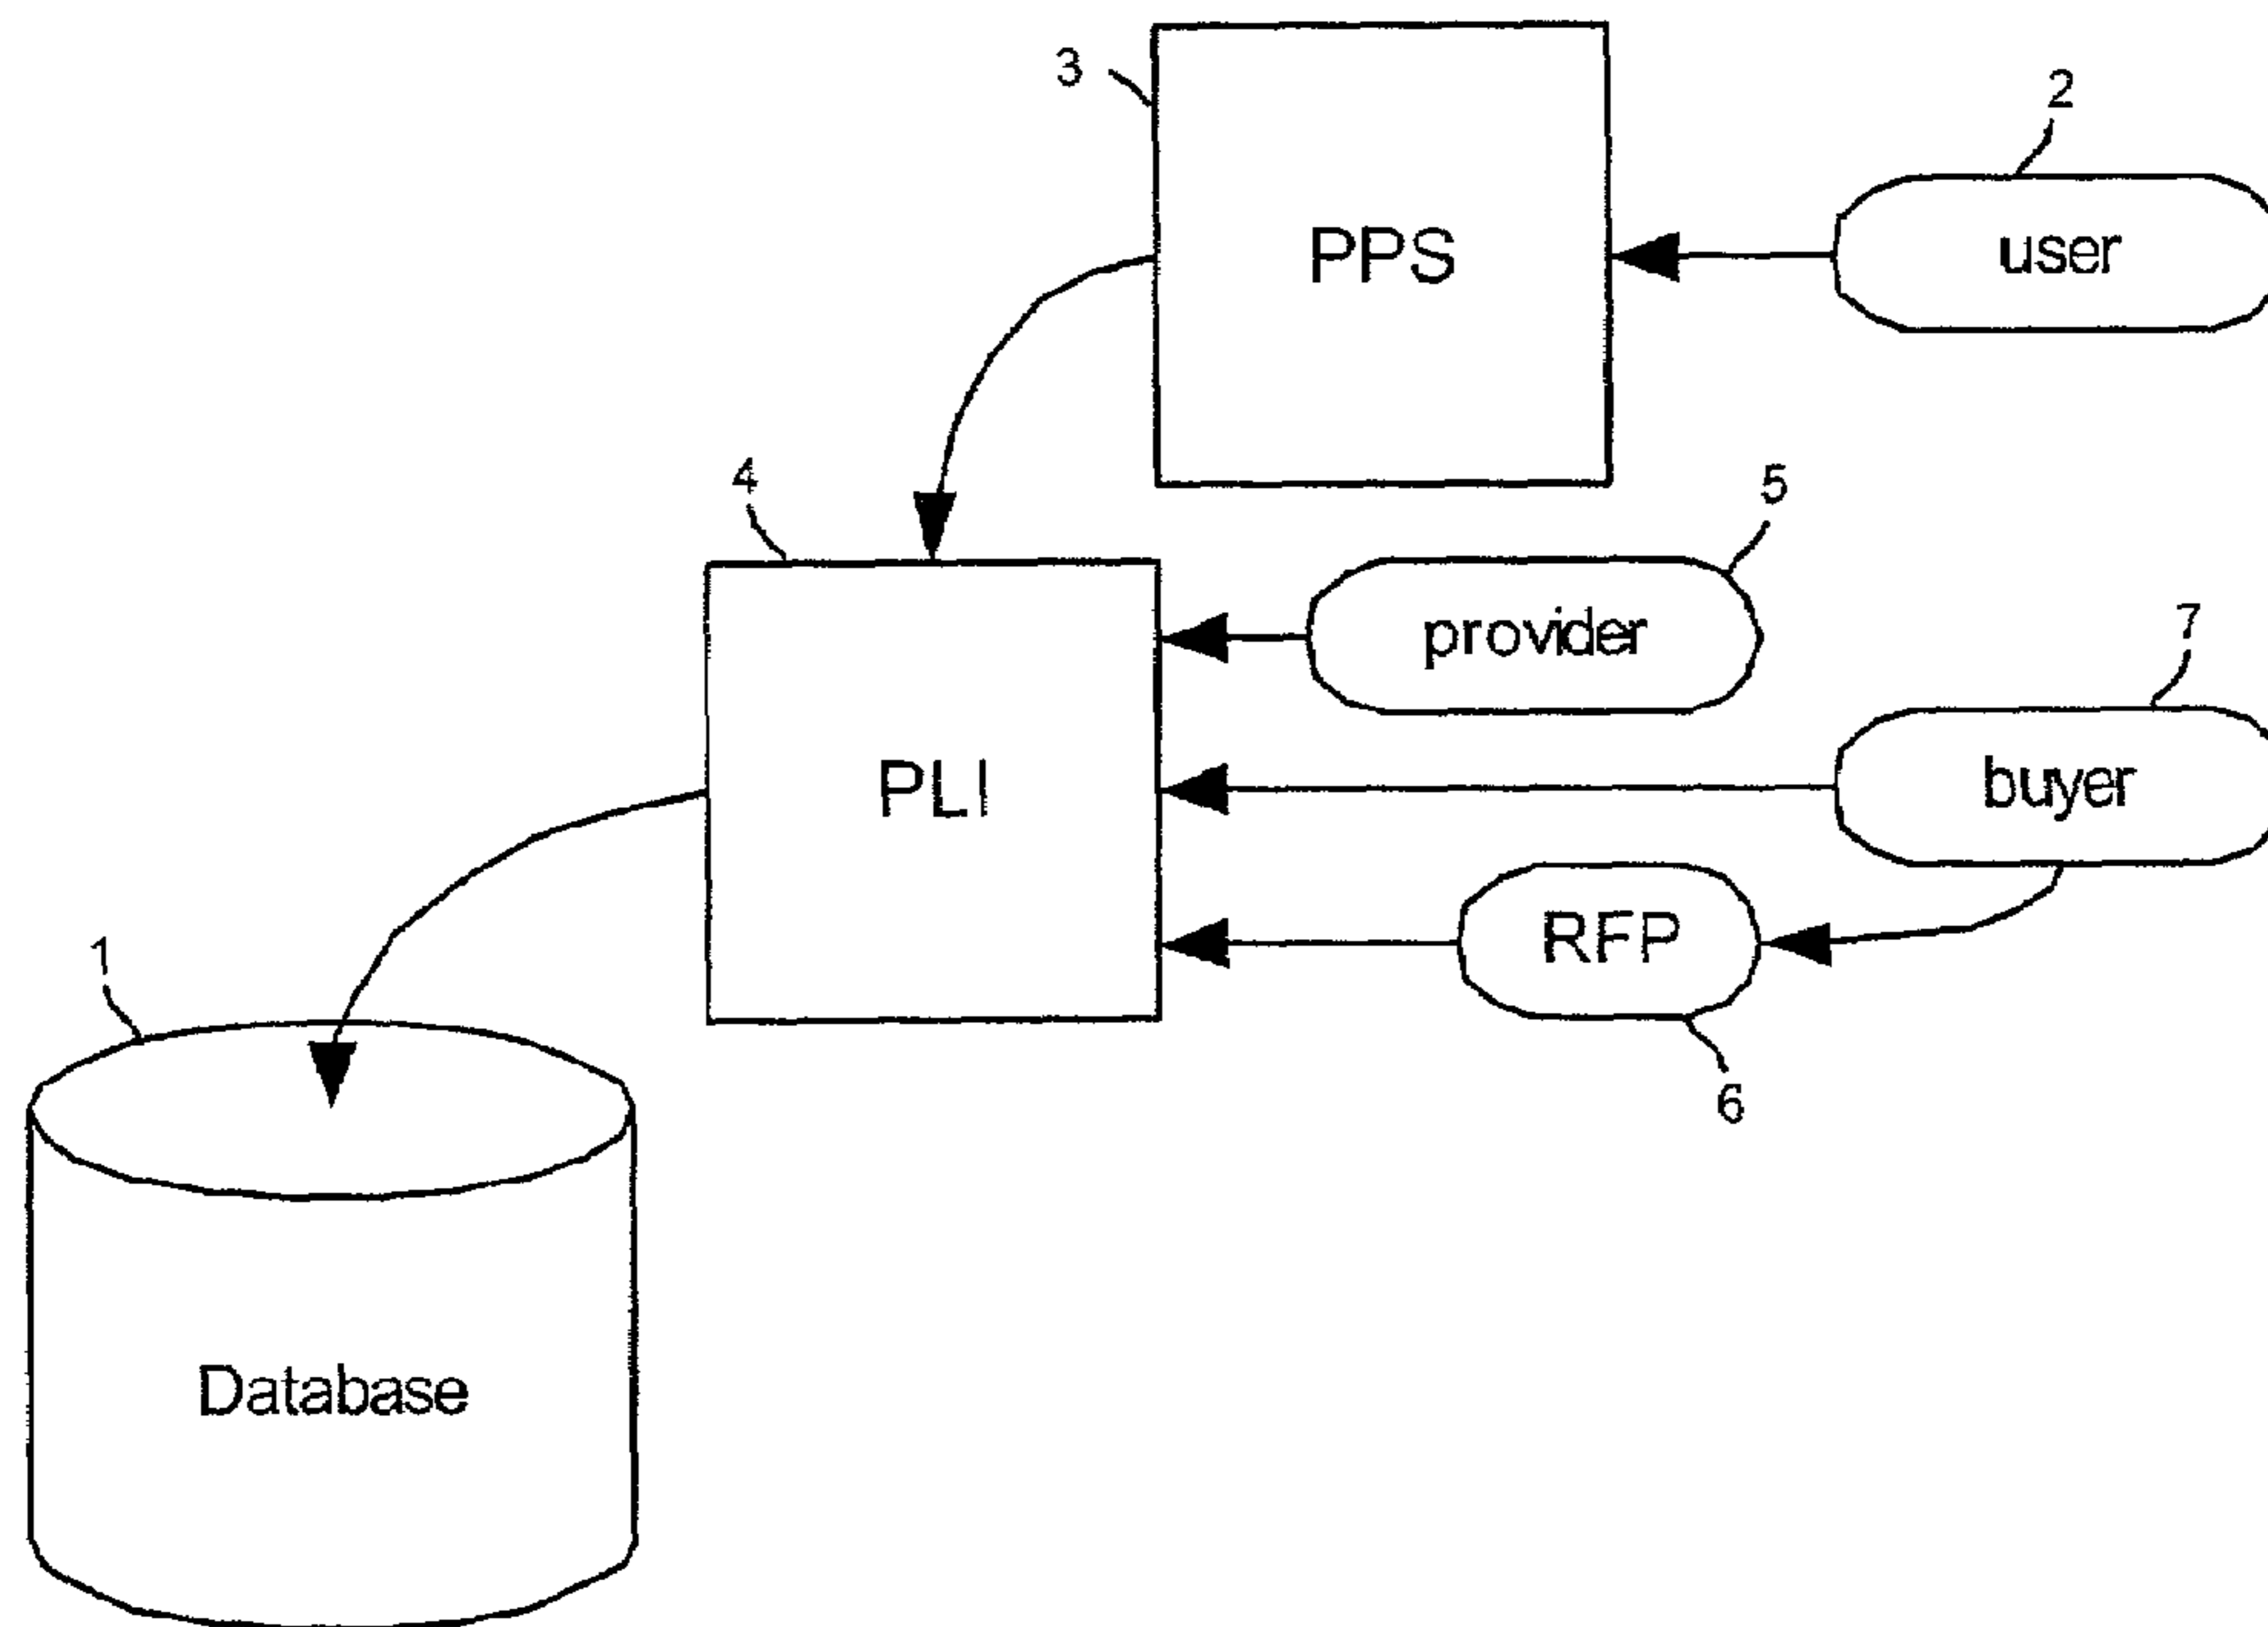 3
2
PPS
user
4
5
provider
7
PLI
buyer
1
RFP
6
Database